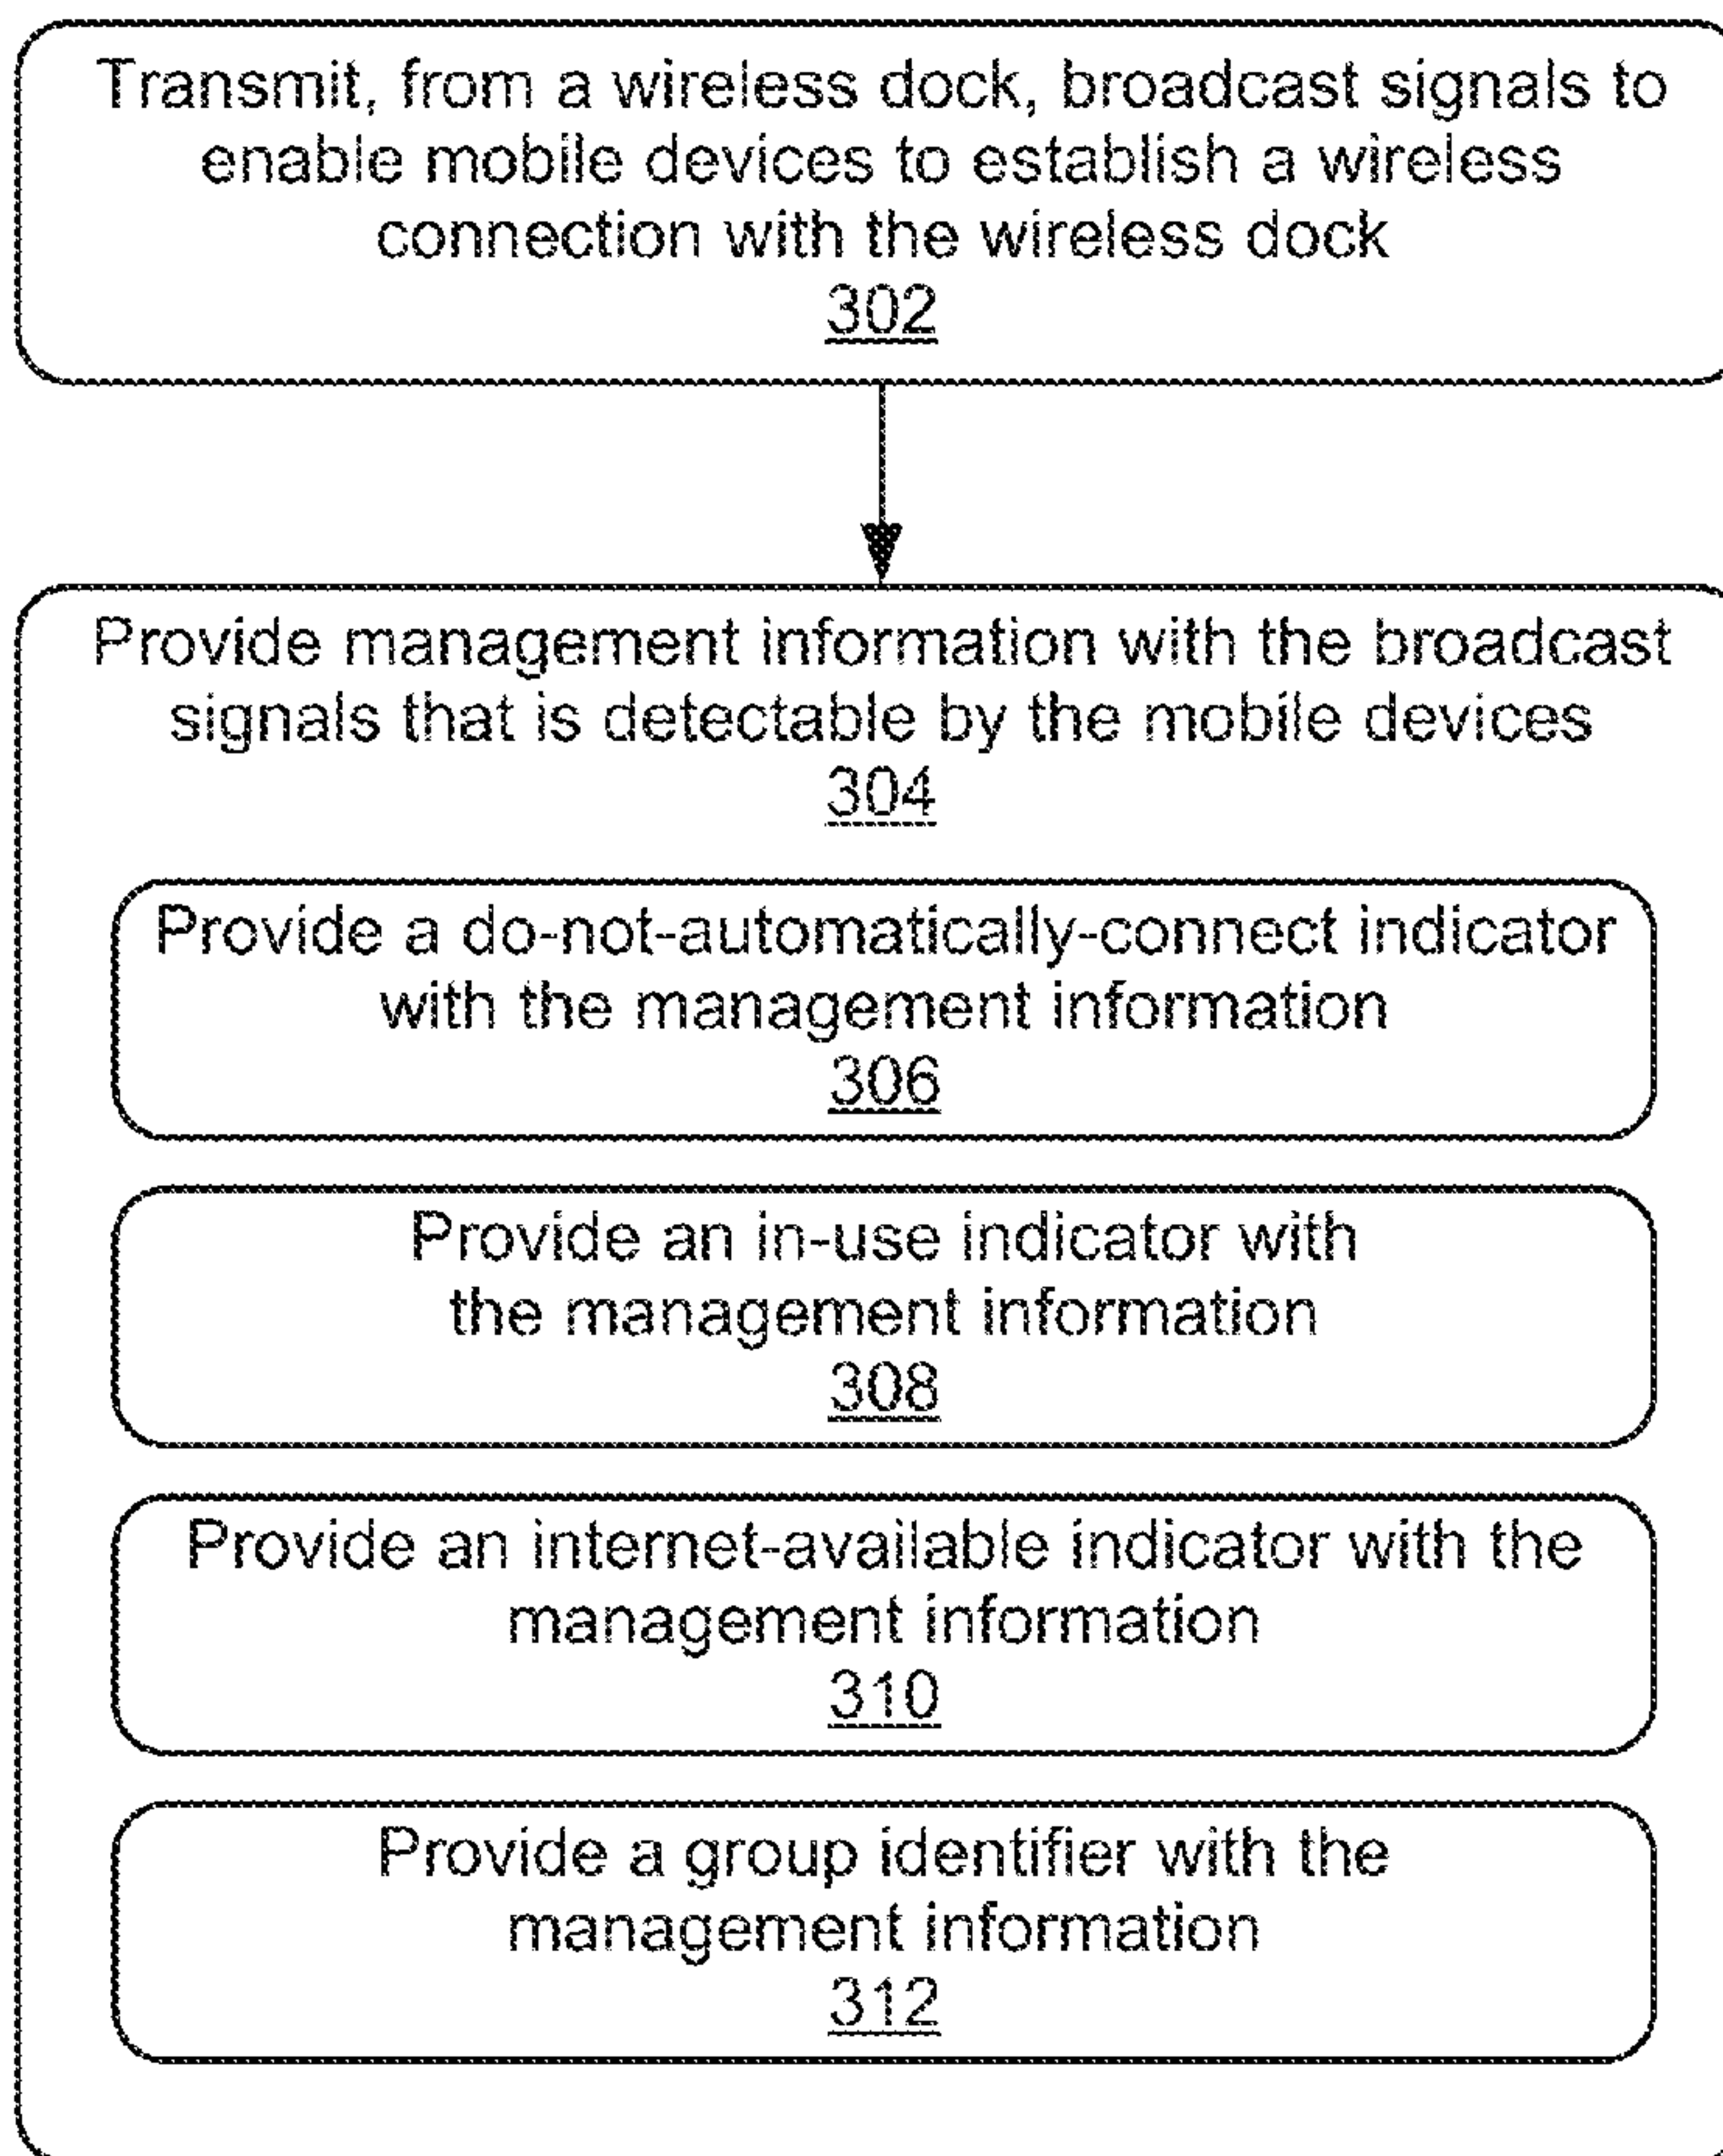 Transmit, from a wireless dock, broadcast signals to
enable mobile devices to establish a wireless
connection with the wireless dock
302
Provide management information with the broadcast
signals that is detectable by the mobile devices
304
Provide a do-not-automatically-connect indicator
with the management information
306
Provide an in-use indicator with
the management information
308
Provide an internet-available indicator with the
management information
310
Provide a group identifier with the
management information
312